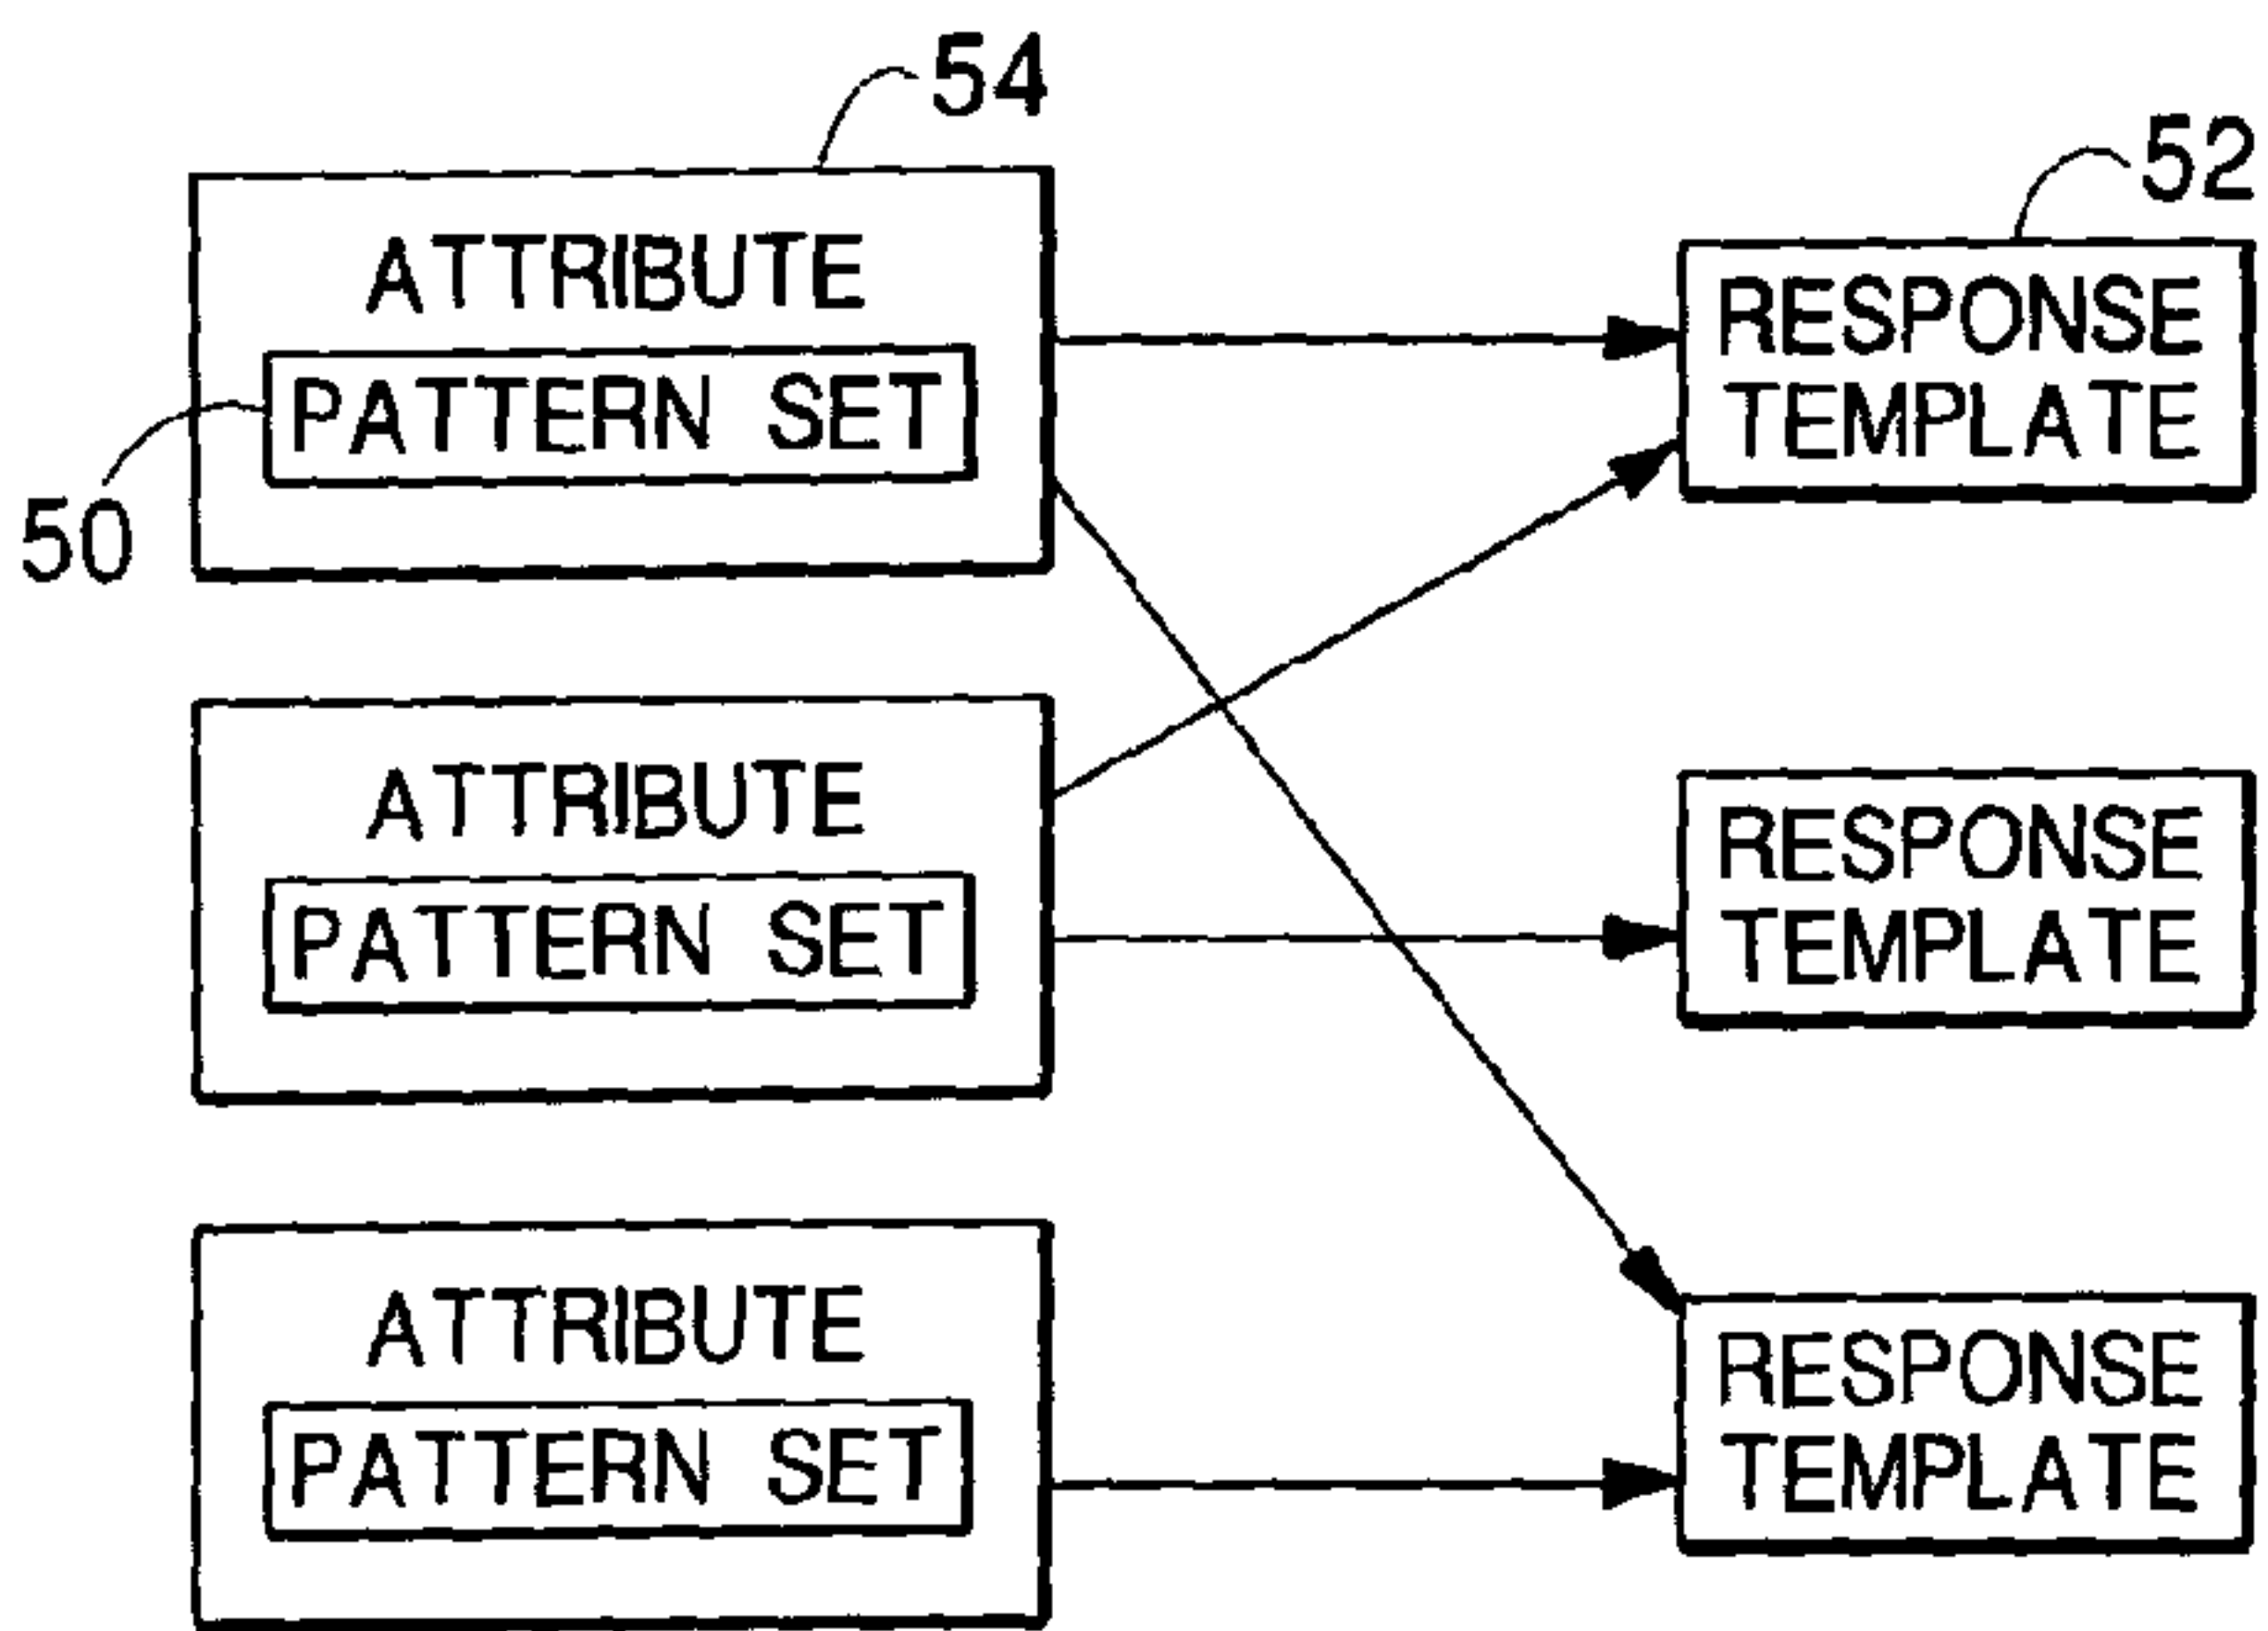 54
52
ATTRIBUTE
PATTERN SET
50
RESPONSE
TEMPLATE
ATTRIBUTE
PATTERN SET
RESPONSE
TEMPLATE
ATTRIBUTE
PATTERN SET
RESPONSE
TEMPLATE